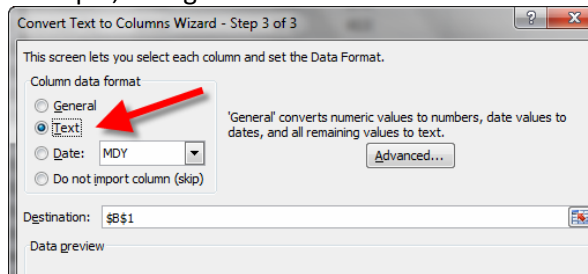 Convert Text to Columns Wizard - Step 3 of 3
This screen lets you select each column and set the Data Format.
Column data format
General
Text
Date: MDY
Do not import column (skip)
'General' converts numeric values to numbers, date values to
dates, and all remaining values to text.
Advanced...
Destination: $B$1
Data preview